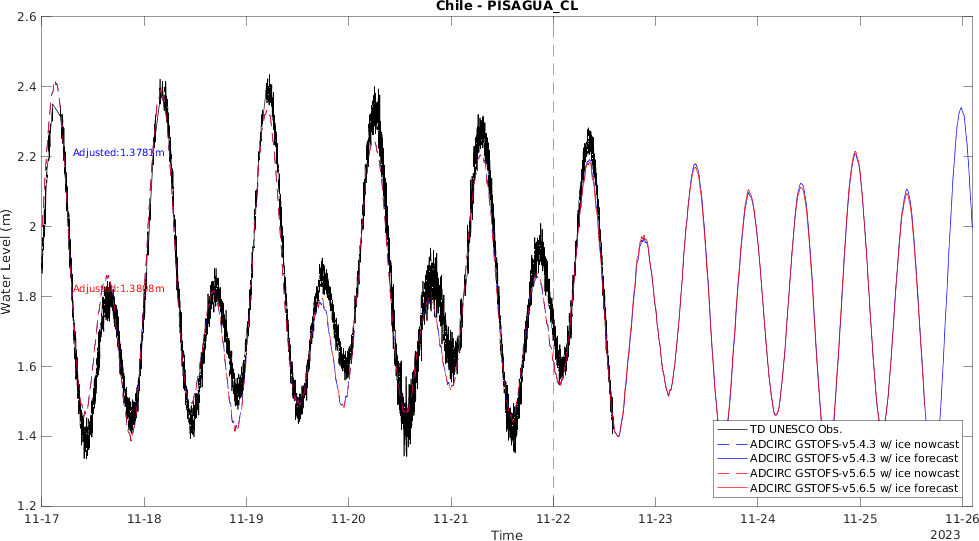 Chile - PISAGUA_CL
Water Level (m)
2.6
2.4
2.2
2
1.8
1.6
1.4
1.2
Adjusted:1.3781m
Adjusted:1.3808m
TD UNESCO Obs.
ADCIRC GSTOFS-v5.4.3 w/ ice nowcast
ADCIRC GSTOFS-v5.4.3 w/ ice forecast
ADCIRC GSTOFS-v5.6.5 w/ ice nowcast
ADCIRC GSTOFS-v5.6.5 w/ ice forecast
11-17 11-18 11-19 11-20 11-21 11-22 11-23 11-24 11-25 11-26
Time
2023